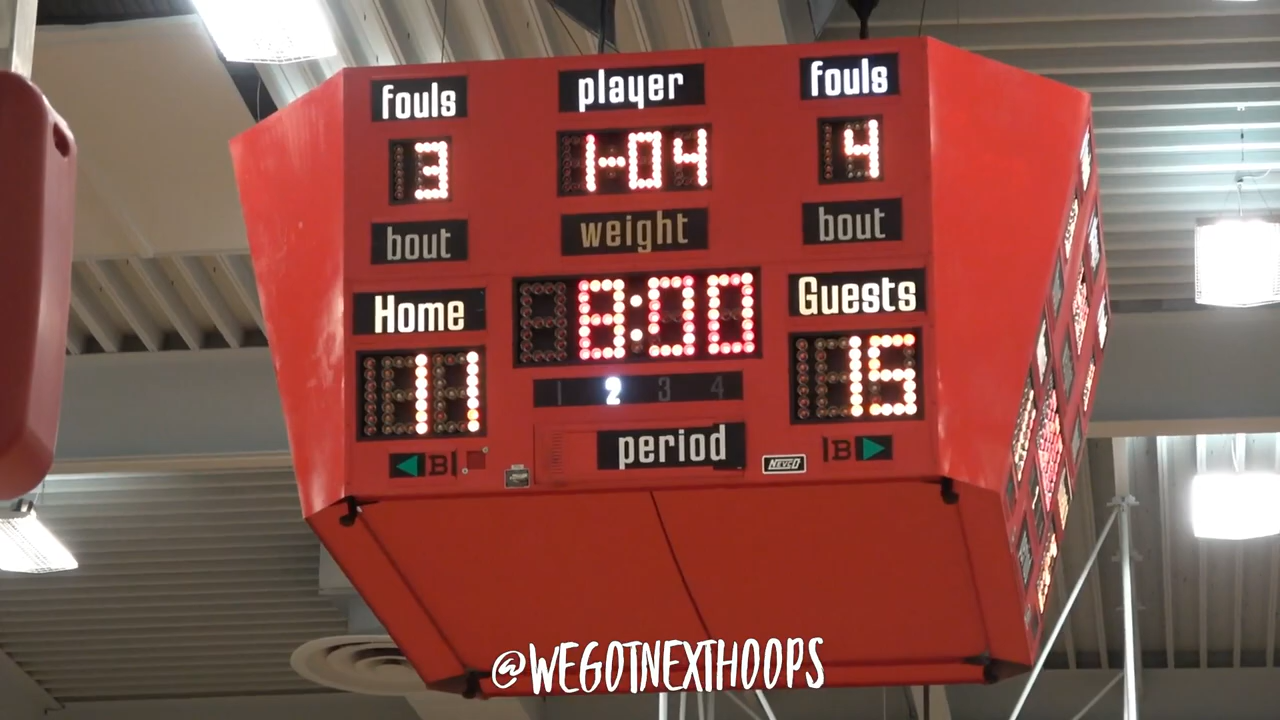 fouls player fouls
3 1-04 4
bout weight bout
Home 8:00 Guests
11 1 2 3 4 15
period
B NEVCO B
@WEGOTNEXTHOOPS